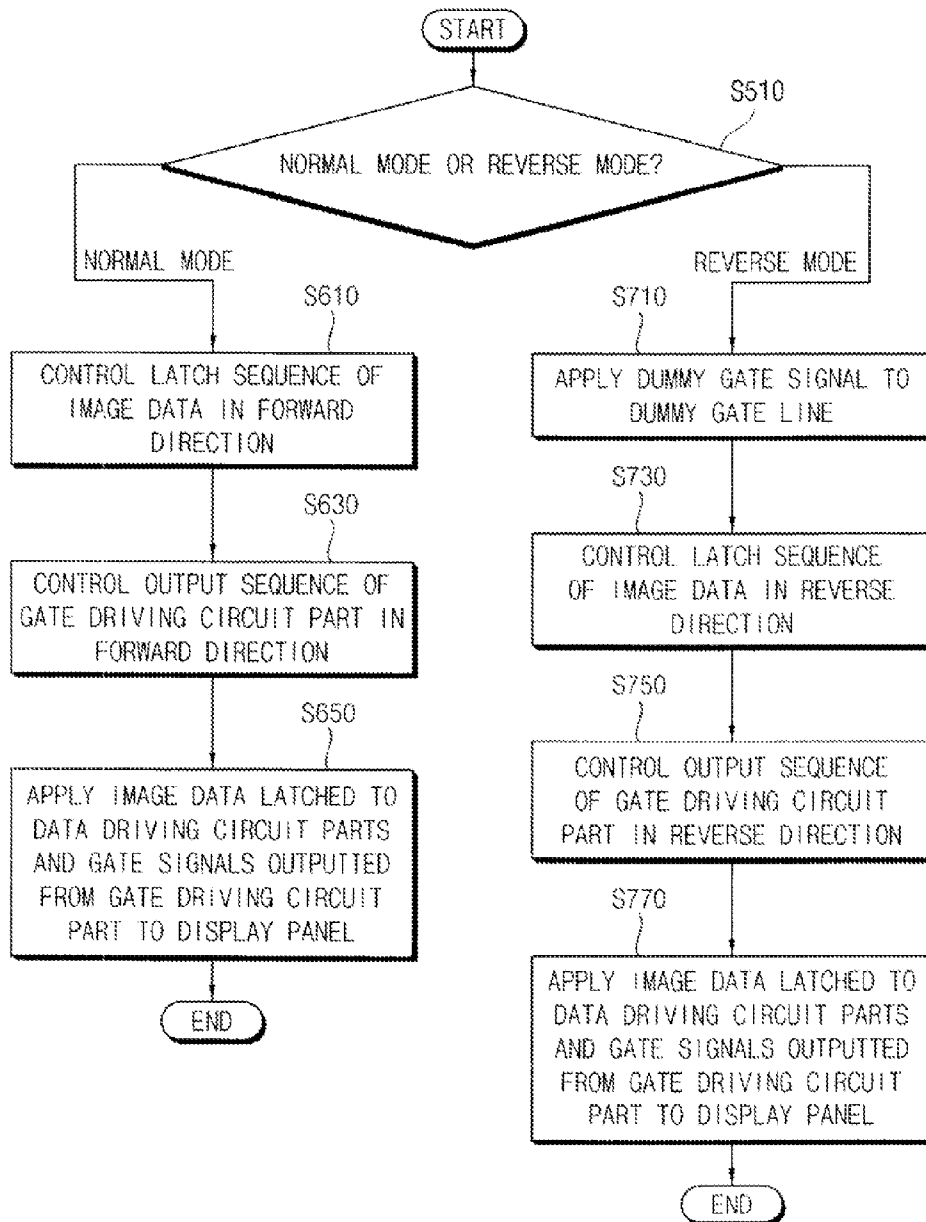 START
S510
NORMAL MODE OR REVERSE MODE?
NORMAL MODE
REVERSE MODE
S610
CONTROL LATCH SEQUENCE OF
IMAGE DATA IN FORWARD
DIRECTION
S630
CONTROL OUTPUT SEQUENCE OF
GATE DRIVING CIRCUIT PART IN
FORWARD DIRECTION
S650
APPLY IMAGE DATA LATCHED TO
DATA DRIVING CIRCUIT PARTS
AND GATE SIGNALS OUTPUTTED
FROM GATE DRIVING CIRCUIT
PART TO DISPLAY PANEL
END
S710
APPLY DUMMY GATE SIGNAL TO
DUMMY GATE LINE
S730
CONTROL LATCH SEQUENCE
OF IMAGE DATA IN REVERSE
DIRECTION
S750
CONTROL OUTPUT SEQUENCE
OF GATE DRIVING CIRCUIT
PART IN REVERSE DIRECTION
S770
APPLY IMAGE DATA LATCHED TO
DATA DRIVING CIRCUIT PARTS
AND GATE SIGNALS OUTPUTTED
FROM GATE DRIVING CIRCUIT
PART TO DISPLAY PANEL
END